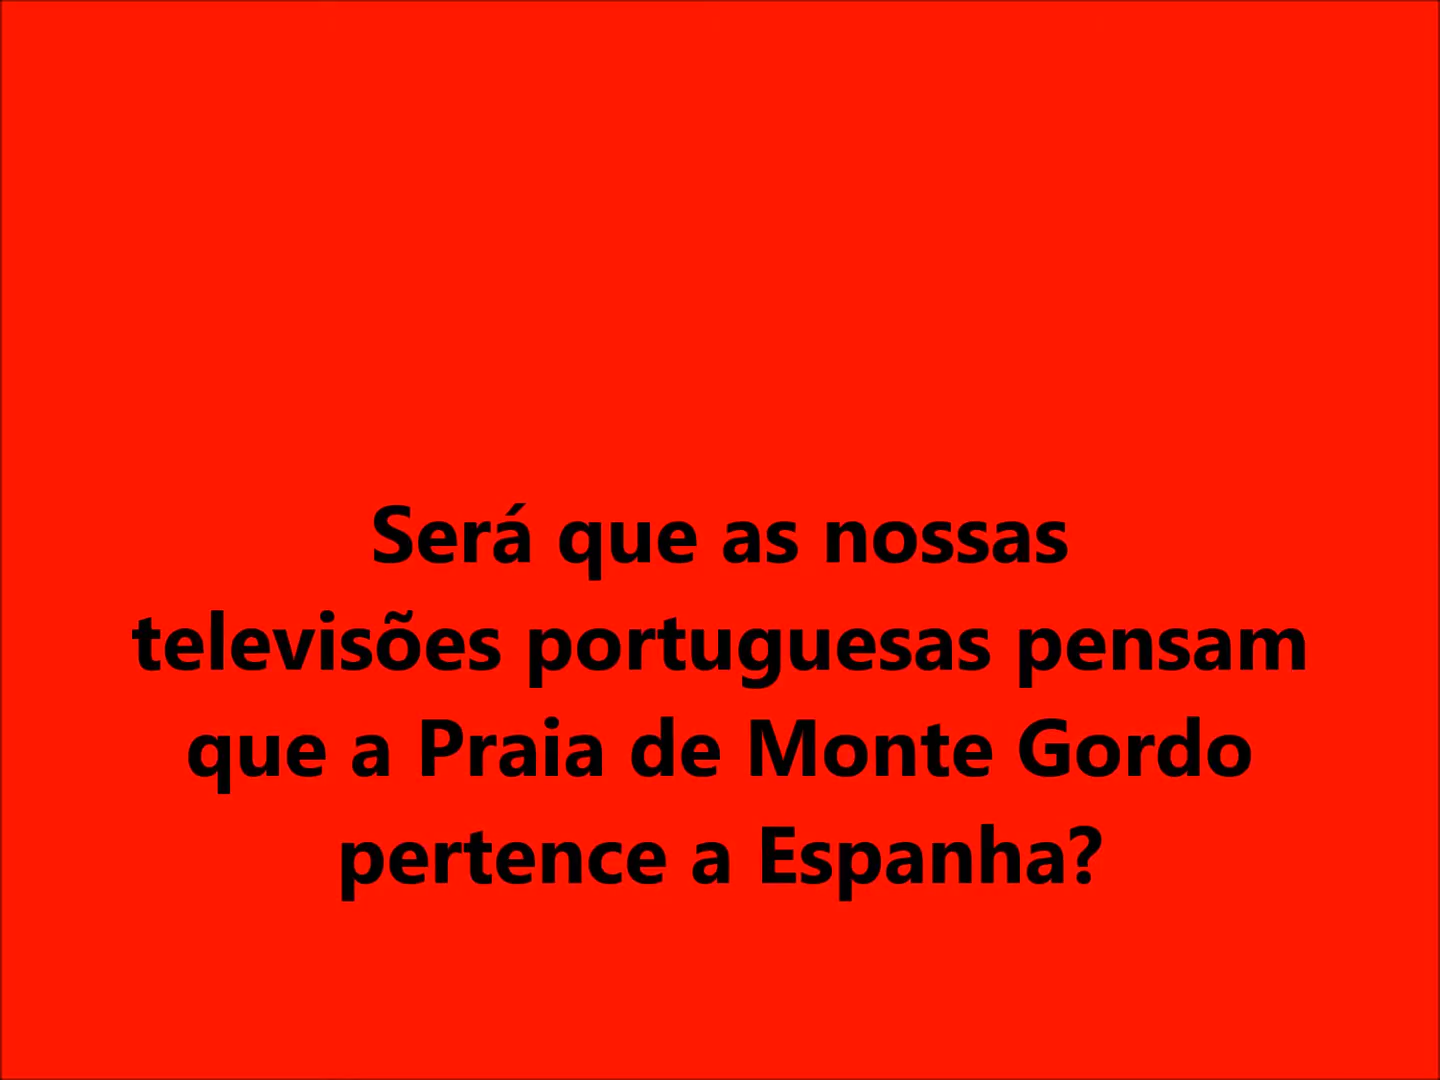 Será que as nossas
televisões portuguesas pensam
que a Praia de Monte Gordo
pertence a Espanha?